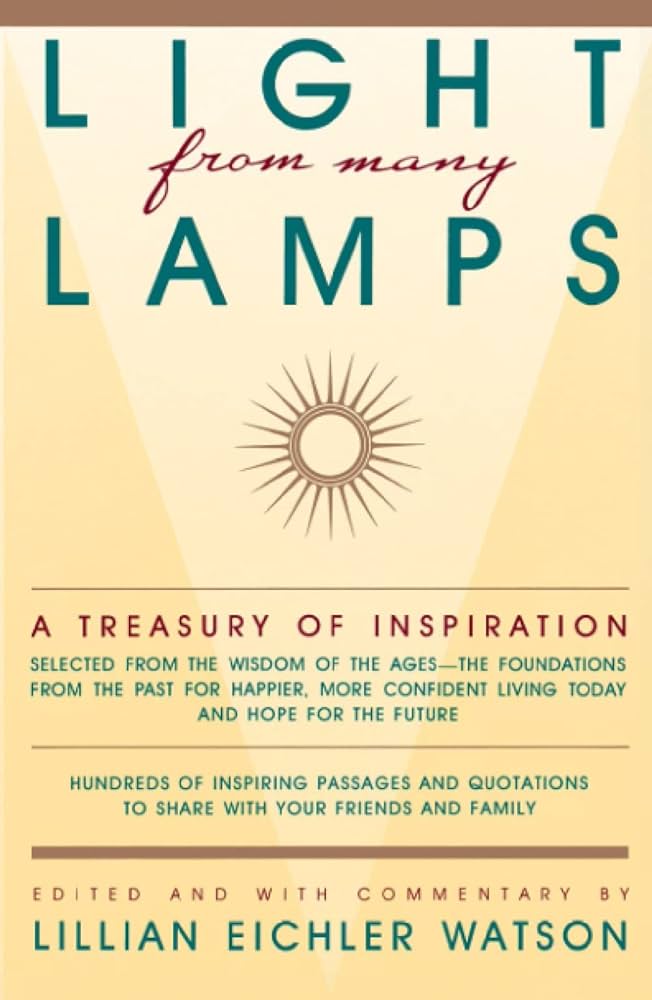 LIGHT
from many
LAMPS
A TREASURY OF INSPIRATION
SELECTED FROM THE WISDOM OF THE AGES—THE FOUNDATIONS
FROM THE PAST FOR HAPPIER, MORE CONFIDENT LIVING TODAY
AND HOPE FOR THE FUTURE
HUNDREDS OF INSPIRING PASSAGES AND QUOTATIONS
TO SHARE WITH YOUR FRIENDS AND FAMILY
EDITED AND WITH COMMENTARY BY
LILLIAN EICHLER WATSON